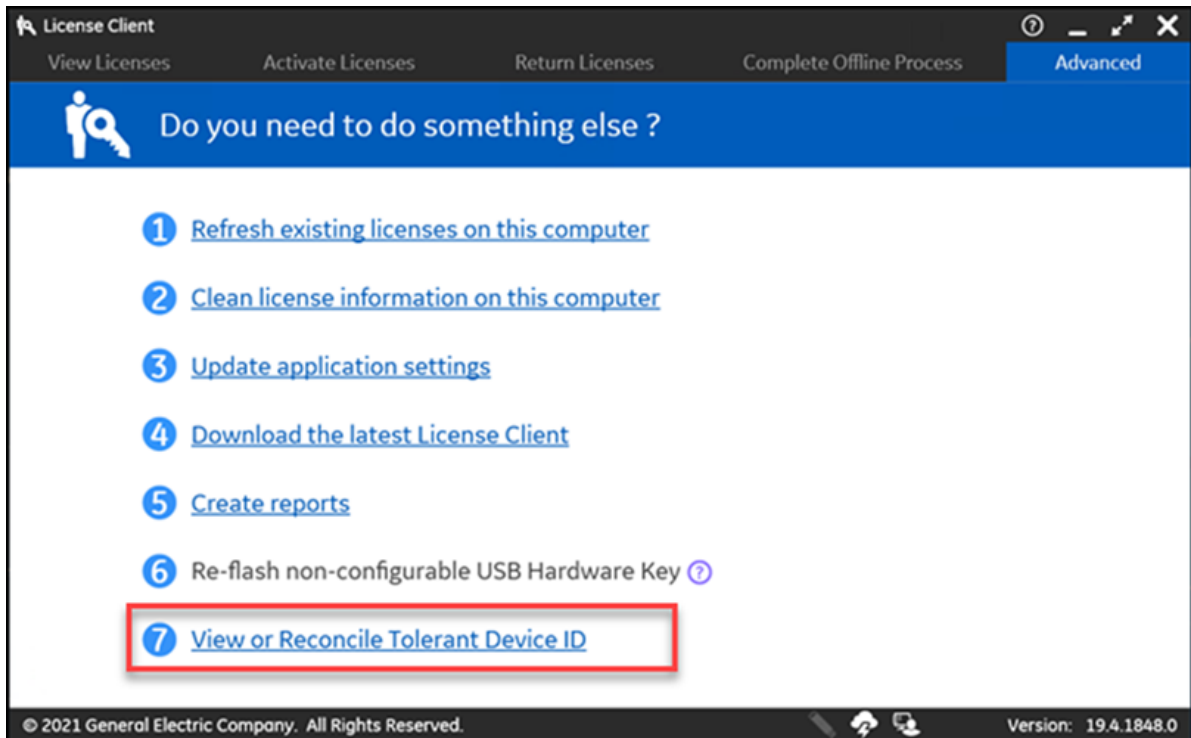 License Client
View Licenses Activate Licenses Return Licenses Complete Offline Process Advanced
Do you need to do something else ?
1 Refresh existing licenses on this computer
2 Clean license information on this computer
3 Update application settings
4 Download the latest License Client
5 Create reports
6 Re-flash non-configurable USB Hardware Key ?
7 View or Reconcile Tolerant Device ID
© 2021 General Electric Company. All Rights Reserved. Version: 19.4.1848.0